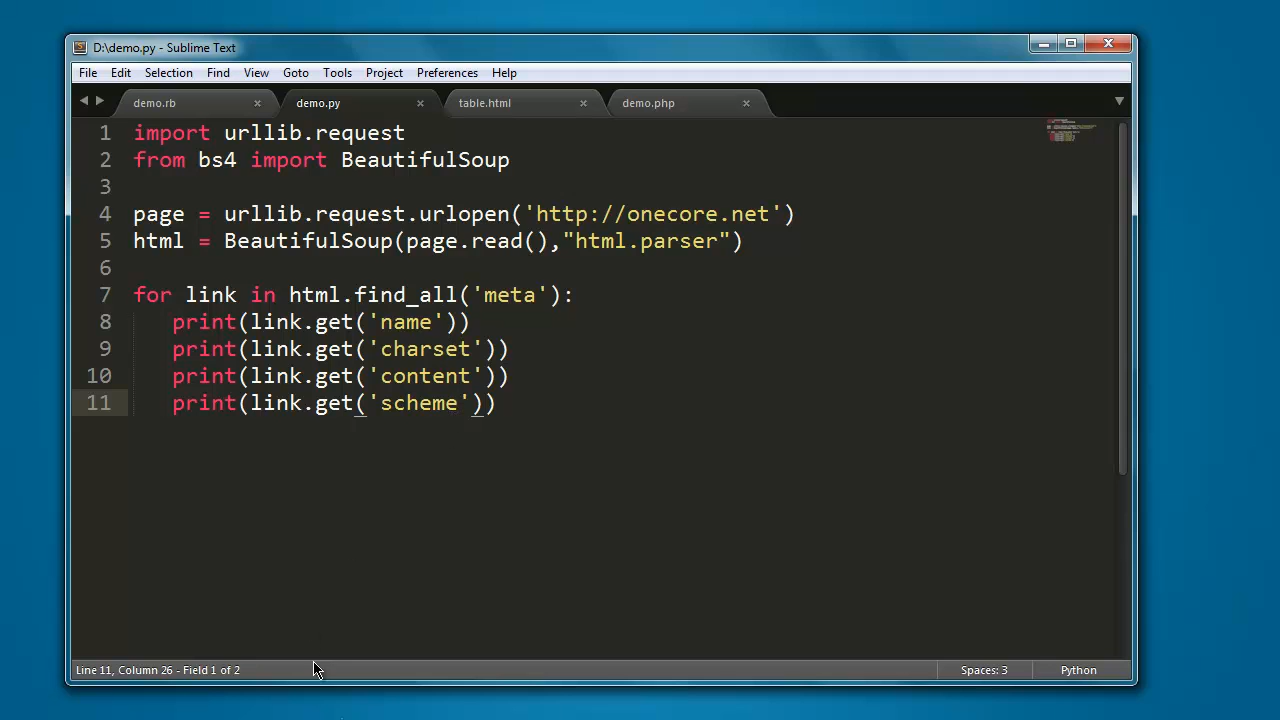 D:\demo.py - Sublime Text
File Edit Selection Find View Goto Tools Project Preferences Help
demo.rb × demo.py × table.html × demo.php ×
1 import urllib.request
2 from bs4 import BeautifulSoup
3
4 page = urllib.request.urlopen('http://onecore.net')
5 html = BeautifulSoup(page.read(),"html.parser")
6
7 for link in html.find_all('meta'):
8    print(link.get('name'))
9    print(link.get('charset'))
10    print(link.get('content'))
11    print(link.get('scheme'))
Line 11, Column 26 - Field 1 of 2 Spaces: 3 Python